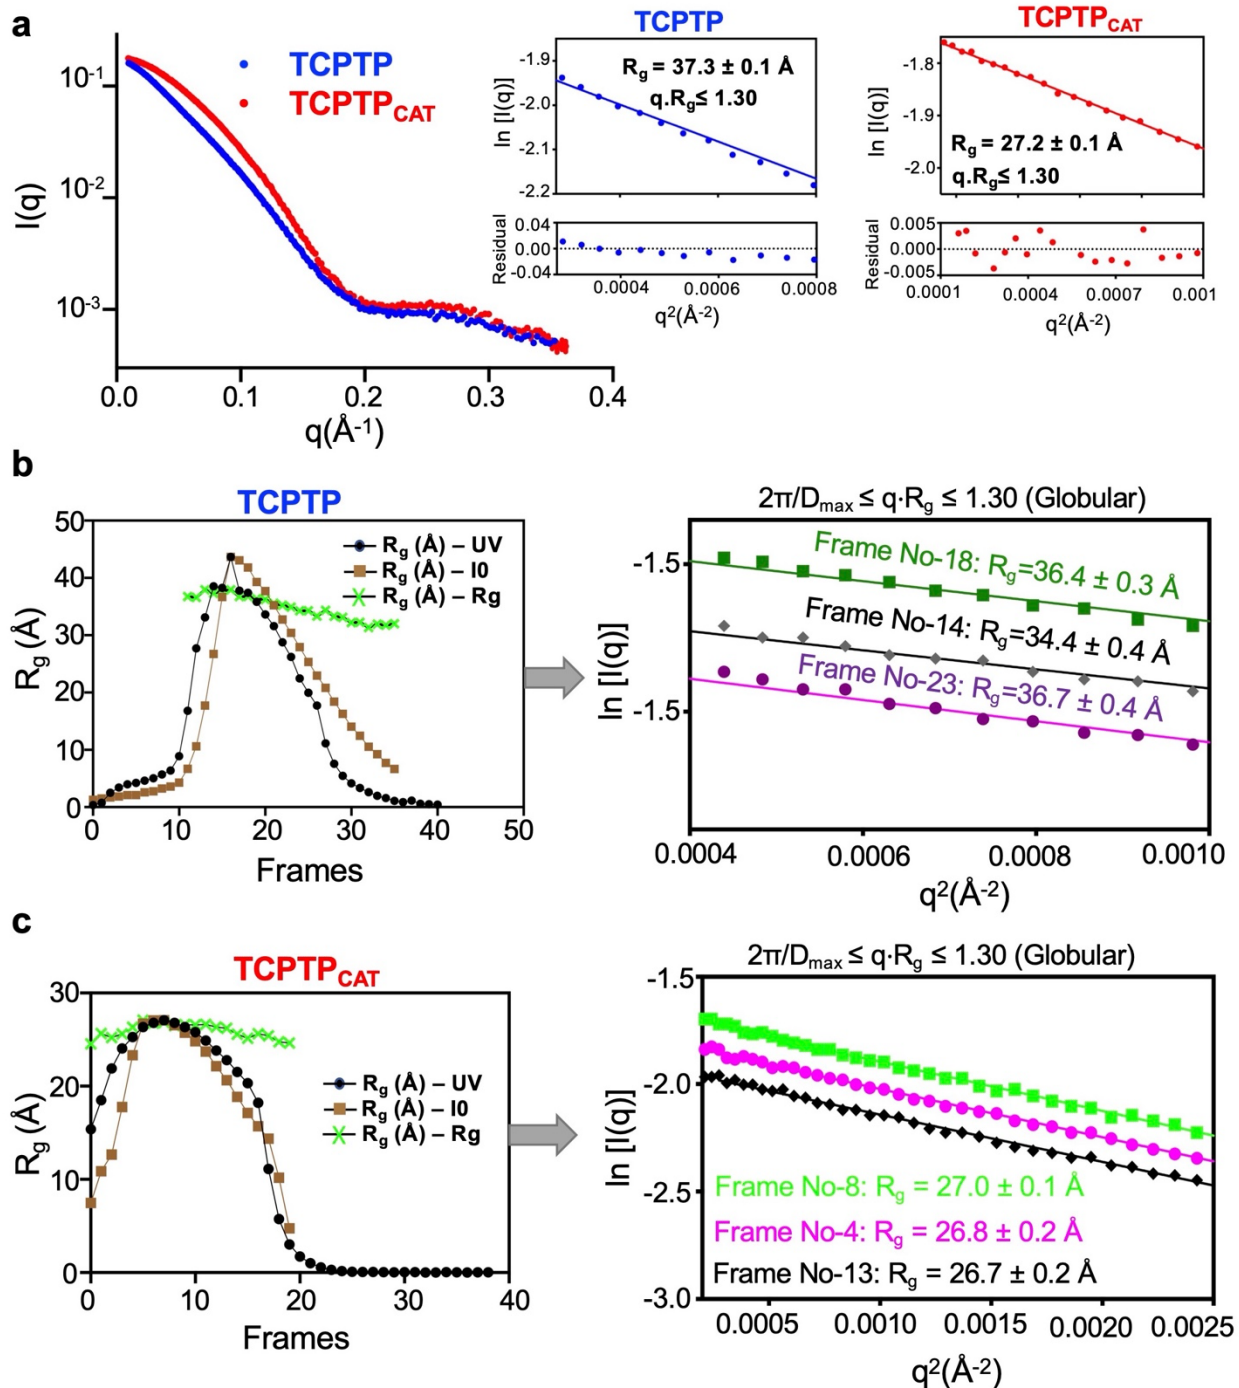 a
TCPTP
TCPTPCAT
I(q)
10-1
10-2
10-3
0.0 0.1 0.2 0.3 0.4
q(Å-1)
TCPTP
Rg = 37.3 ± 0.1 Å
q.Rg≤ 1.30
ln [I(q)]
-1.9
-2.0
-2.1
-2.2
Residual
0.04
0.00
-0.04
0.0004 0.0006 0.0008
q2(Å-2)
TCPTPCAT
ln [I(q)]
-1.8
-1.9
-2.0
Rg = 27.2 ± 0.1 Å
q.Rg≤ 1.30
Residual
0.005
0.000
-0.005
0.0001 0.0004 0.0007 0.001
q2(Å-2)
b
TCPTP
Rg (Å)
50
40
30
20
10
0
Rg (Å) – UV
Rg (Å) – I0
Rg (Å) – Rg
0 10 20 30 40 50
Frames
2π/Dmax ≤ q·Rg ≤ 1.30 (Globular)
ln [I(q)]
-1.5
-1.5
Frame No-18: Rg=36.4 ± 0.3 Å
Frame No-14: Rg=34.4 ± 0.4 Å
Frame No-23: Rg=36.7 ± 0.4 Å
0.0004 0.0006 0.0008 0.0010
q2(Å-2)
c
TCPTPCAT
Rg (Å)
30
20
10
0
Rg (Å) – UV
Rg (Å) – I0
Rg (Å) – Rg
0 10 20 30 40
Frames
2π/Dmax ≤ q·Rg ≤ 1.30 (Globular)
ln [I(q)]
-1.5
-2.0
-2.5
-3.0
Frame No-8: Rg = 27.0 ± 0.1 Å
Frame No-4: Rg = 26.8 ± 0.2 Å
Frame No-13: Rg = 26.7 ± 0.2 Å
0.0005 0.0010 0.0015 0.0020 0.0025
q2(Å-2)